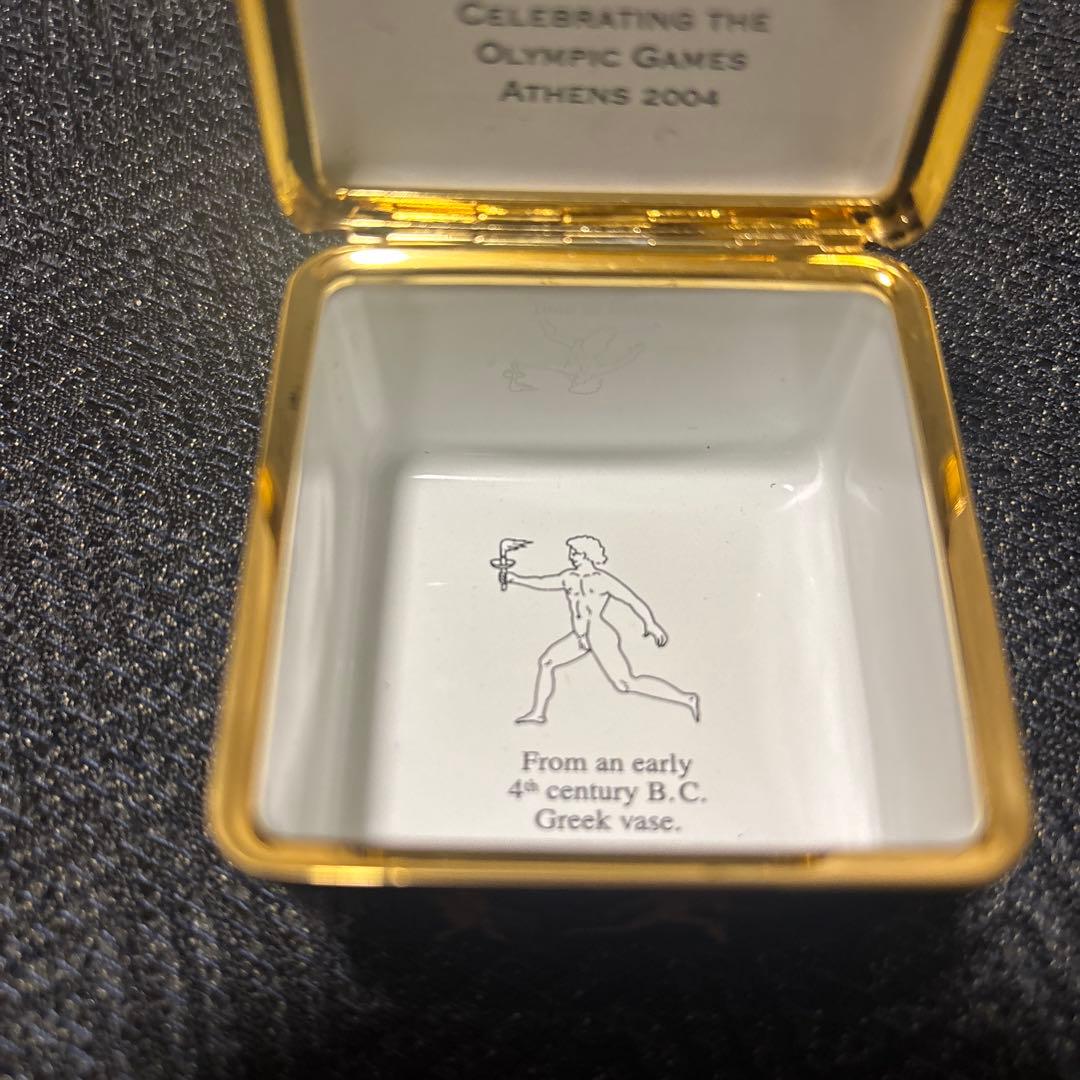 CELEBRATING THE
OLYMPIC GAMES
ATHENS 2004
From an early
4th century B.C.
Greek vase.